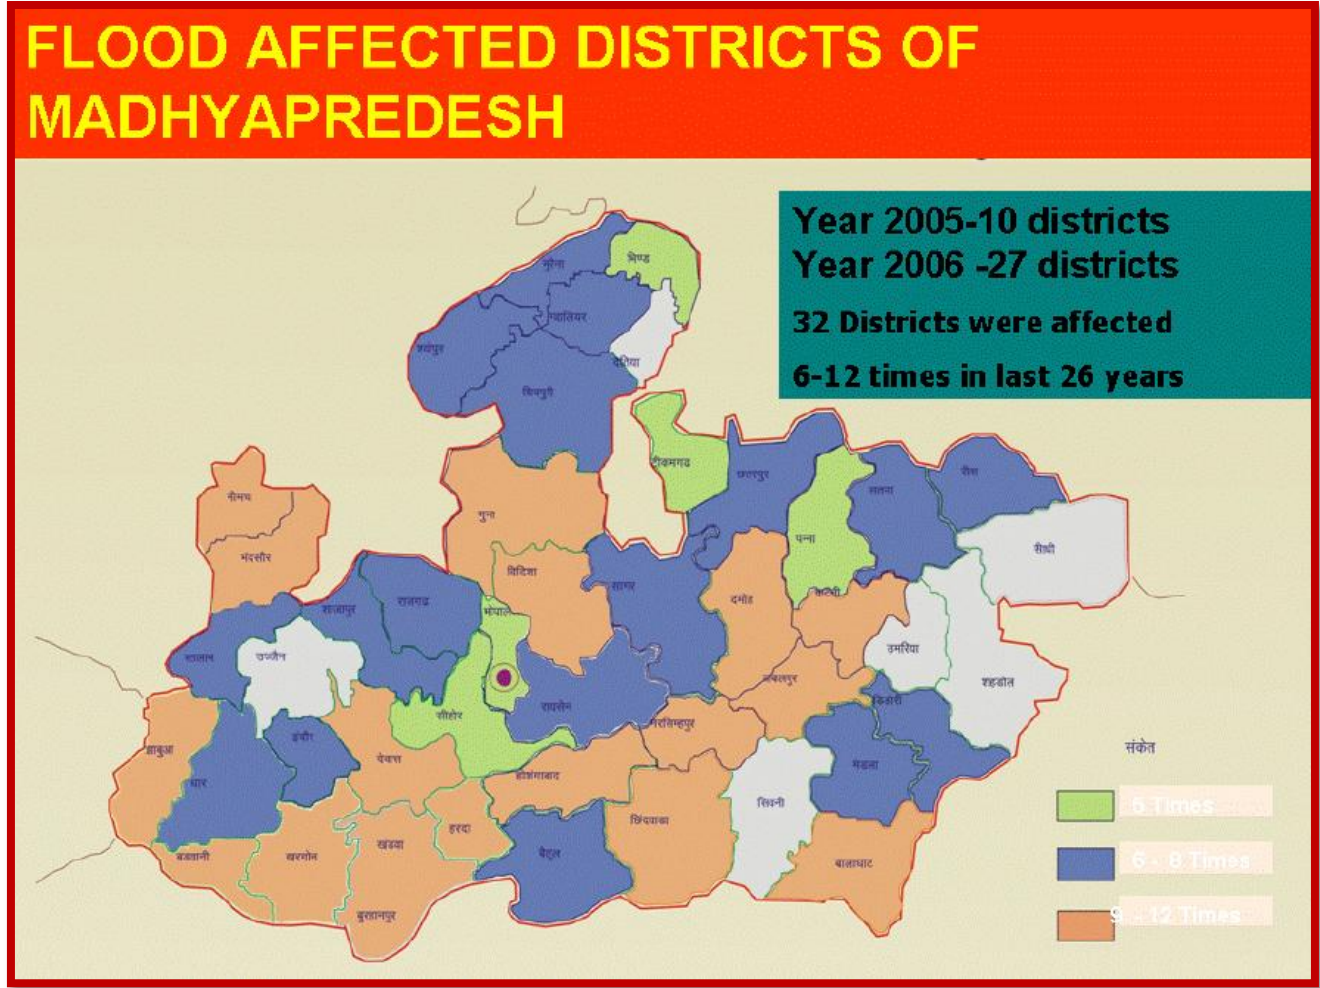 FLOOD AFFECTED DISTRICTS OF
MADHYAPREDESH
Year 2005-10 districts
Year 2006 -27 districts
32 Districts were affected
6-12 times in last 26 years
भिण्ड
मुरैना
ग्वालियर
श्योपुर
दतिया
शिवपुरी
टीकमगढ
छतरपुर
सतना
रीवा
नीमच
गुना
पन्ना
सीधी
मंदसौर
विदिशा
सागर
दमोह
कटनी
राजगढ
शाजापुर
भोपाल
उमरिया
उज्जैन
शहडोल
जबलपुर
सीहोर
रायसेन
डिंडोरी
नरसिम्हपुर
इंदौर
झाबुआ
देवास
मंडला
संकेत
होशंगाबाद
धार
सिवनी
5 Times
छिंदवाडा
हरदा
खंडवा
बैतूल
बडवानी
खरगोन
बालाघाट
6 - 8 Times
बुरहानपुर
9 - 12 Times